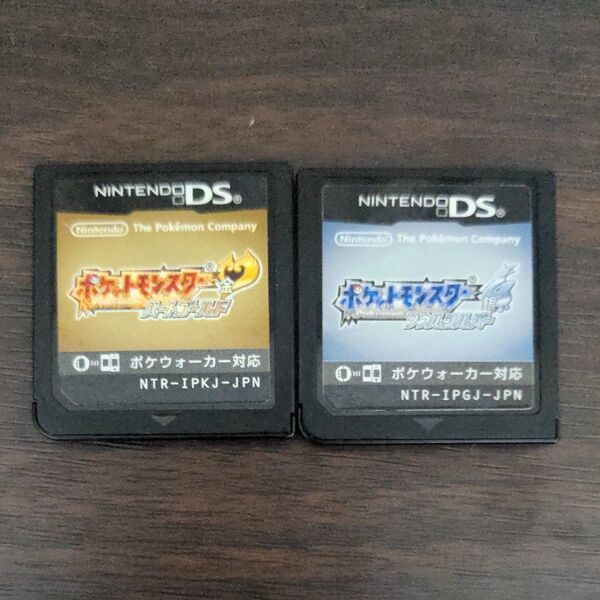 NINTENDO DS®
Nintendo The Pokémon Company
ポケットモンスター
金
ハートゴールド
HI ポケウォーカー対応
NTR-IPKJ-JPN
NINTENDO DS®
Nintendo The Pokémon Company
ポケットモンスター®
Pokémon
銀
ソウルシルバー
HI ポケウォーカー対応
NTR-IPGJ-JPN